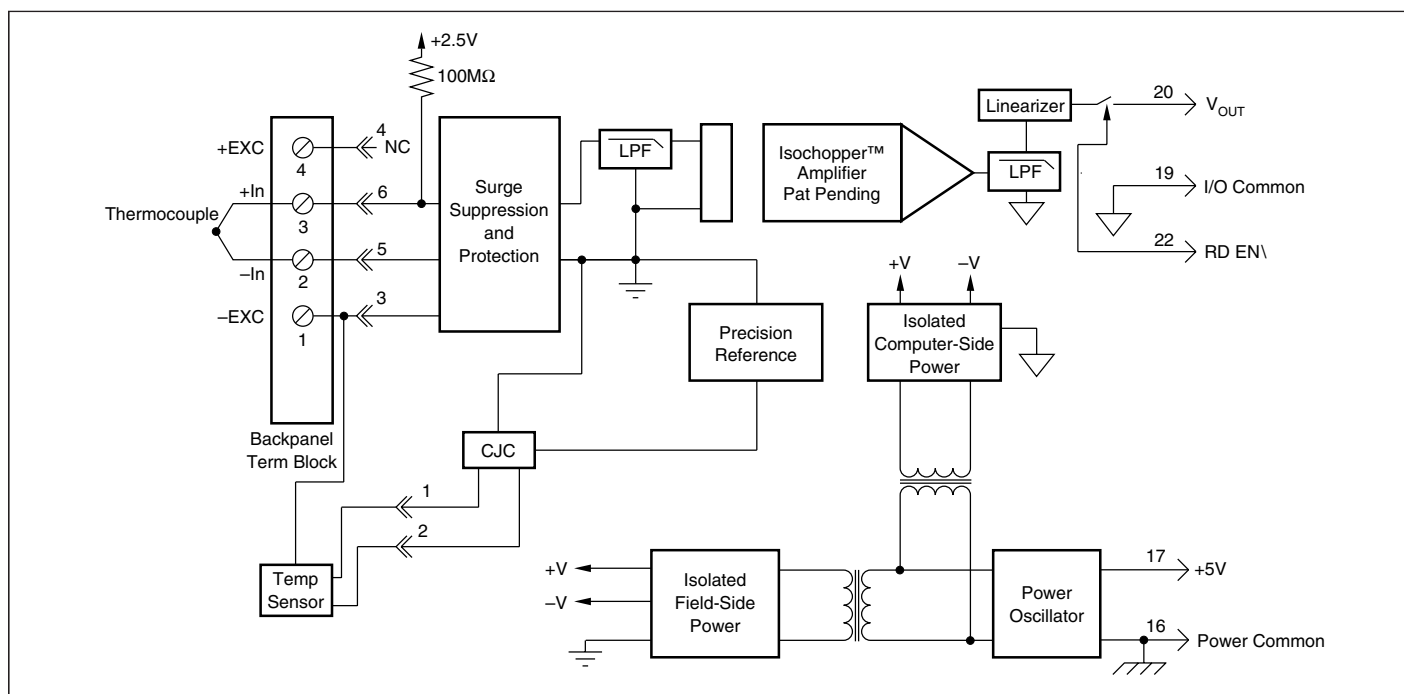 +2.5V
100MΩ
+EXC
4
4
NC
+In
3
6
Thermocouple
–In
2
5
–EXC
1
3
Backpanel
Term Block
Surge
Suppression
and
Protection
LPF
Isochopper™
Amplifier
Pat Pending
Linearizer
LPF
20
VOUT
19
I/O Common
22
RD EN\
Precision
Reference
+V
–V
Isolated
Computer-Side
Power
CJC
1
2
Temp
Sensor
+V
–V
Isolated
Field-Side
Power
Power
Oscillator
17
+5V
16
Power Common